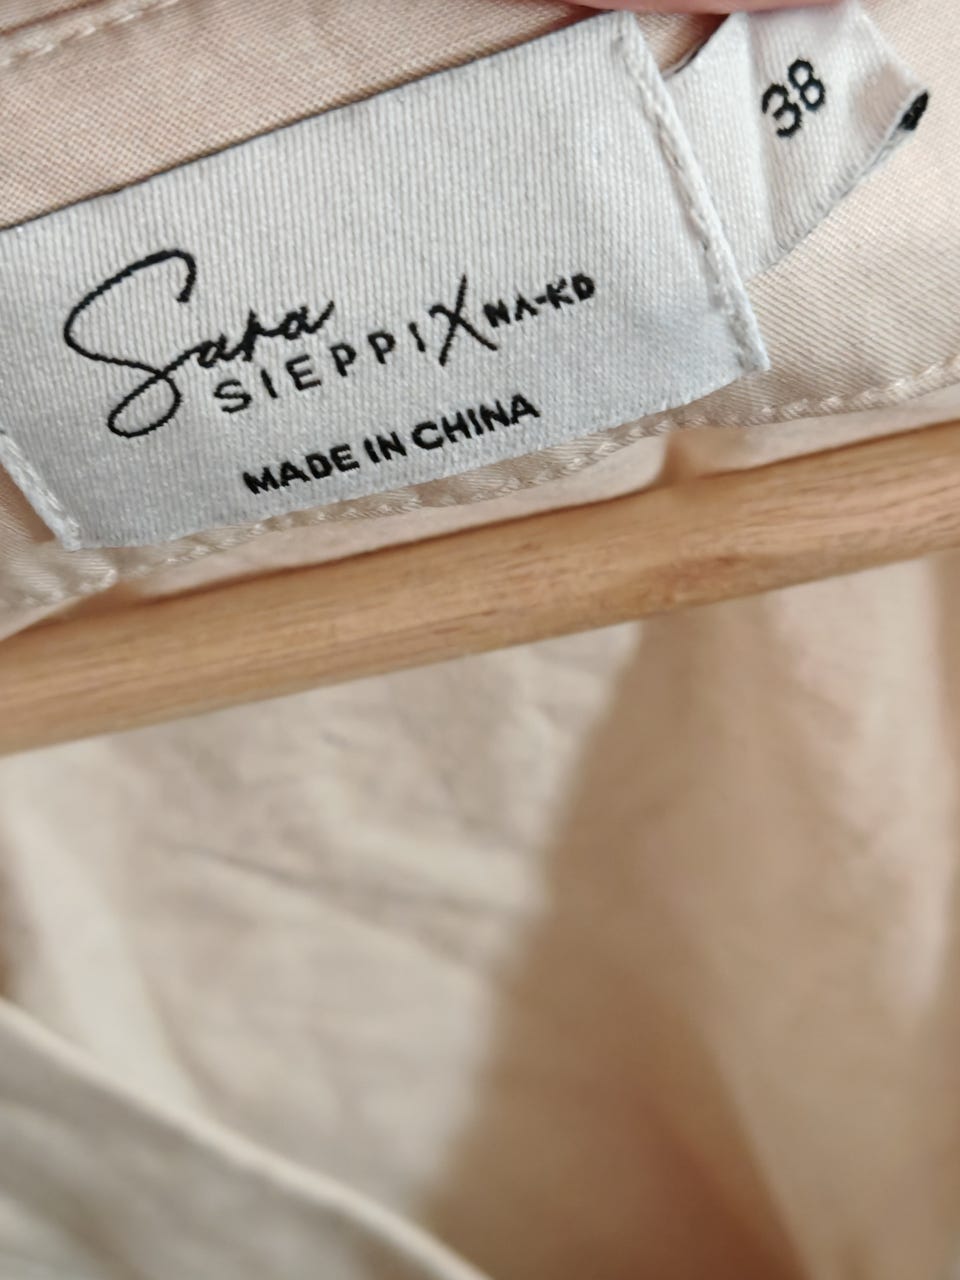 38
Sara
SIEPPI X NA-KD
MADE IN CHINA